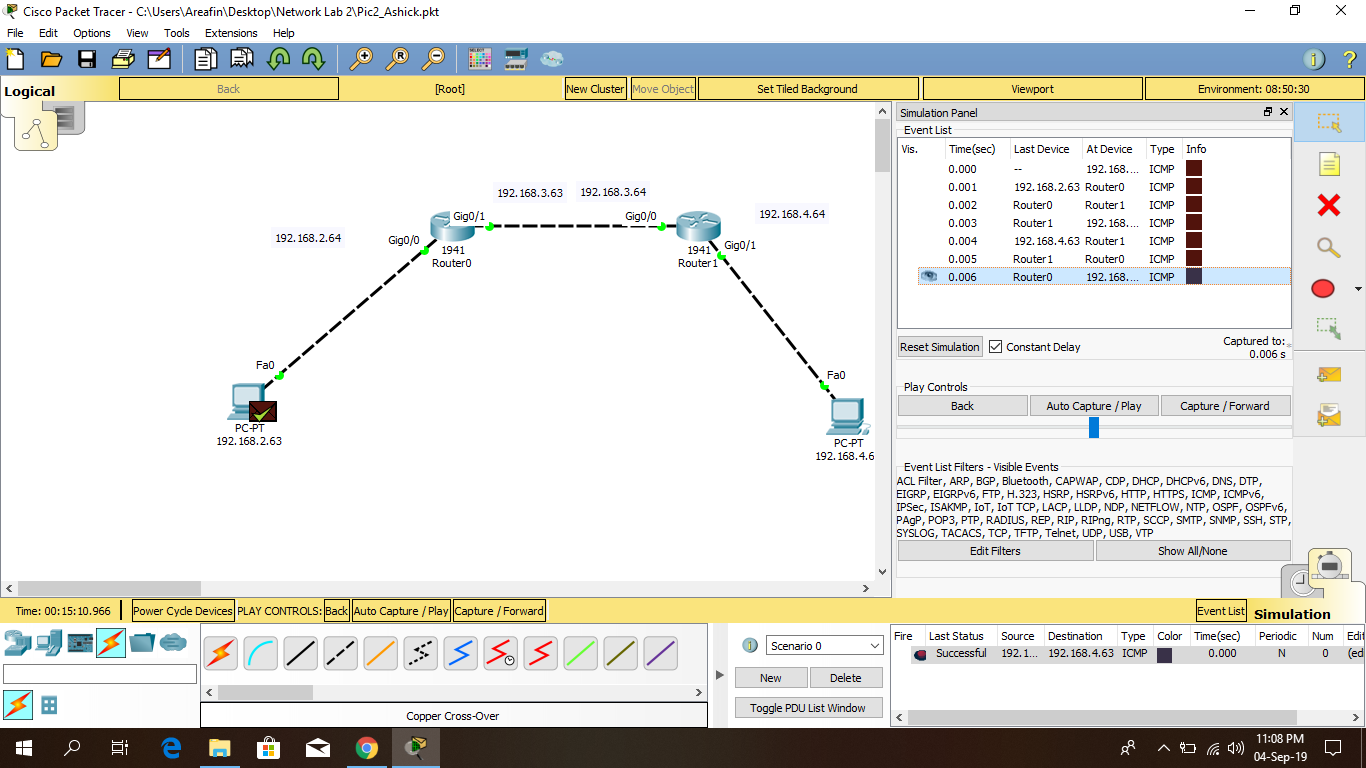 Cisco Packet Tracer - C:\Users\Areafin\Desktop\Network Lab 2\Pic2_Ashick.pkt
File Edit Options View Tools Extensions Help
Logical
Back
[Root]
New Cluster
Move Object
Set Tiled Background
Viewport
Environment: 08:50:30
192.168.3.63
192.168.3.64
192.168.4.64
192.168.2.64
Gig0/1
Gig0/0
Gig0/0
Gig0/1
1941
Router0
1941
Router1
Fa0
Fa0
PC-PT
192.168.2.63
PC-PT
192.168.4.6
Simulation Panel
Event List
Vis. Time(sec) Last Device At Device Type Info
0.000 -- 192.168.... ICMP
0.001 192.168.2.63 Router0 ICMP
0.002 Router0 Router1 ICMP
0.003 Router1 192.168.... ICMP
0.004 192.168.4.63 Router1 ICMP
0.005 Router1 Router0 ICMP
0.006 Router0 192.168.... ICMP
Reset Simulation
Constant Delay
Captured to:
0.006 s
Play Controls
Back
Auto Capture / Play
Capture / Forward
Event List Filters - Visible Events
ACL Filter, ARP, BGP, Bluetooth, CAPWAP, CDP, DHCP, DHCPv6, DNS, DTP,
EIGRP, EIGRPv6, FTP, H.323, HSRP, HSRPv6, HTTP, HTTPS, ICMP, ICMPv6,
IPSec, ISAKMP, IoT, IoT TCP, LACP, LLDP, NDP, NETFLOW, NTP, OSPF, OSPFv6,
PAgP, POP3, PTP, RADIUS, REP, RIP, RIPng, RTP, SCCP, SMTP, SNMP, SSH, STP,
SYSLOG, TACACS, TCP, TFTP, Telnet, UDP, USB, VTP
Edit Filters
Show All/None
Time: 00:15:10.966
Power Cycle Devices
PLAY CONTROLS:
Back
Auto Capture / Play
Capture / Forward
Event List
Simulation
Copper Cross-Over
Scenario 0
New
Delete
Toggle PDU List Window
Fire Last Status Source Destination Type Color Time(sec) Periodic Num Edit
Successful 192.1... 192.168.4.63 ICMP 0.000 N 0 (ed
11:08 PM
04-Sep-19